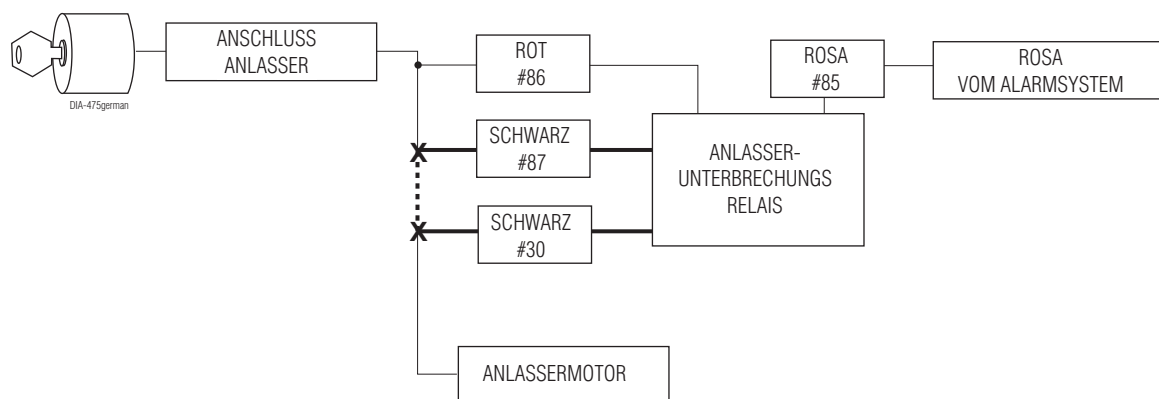 ANSCHLUSS
ANLASSER
DIA-475german
ROT
#86
ROSA
#85
ROSA
VOM ALARMSYSTEM
SCHWARZ
#87
ANLASSER-
UNTERBRECHUNGS
RELAIS
SCHWARZ
#30
ANLASSERMOTOR